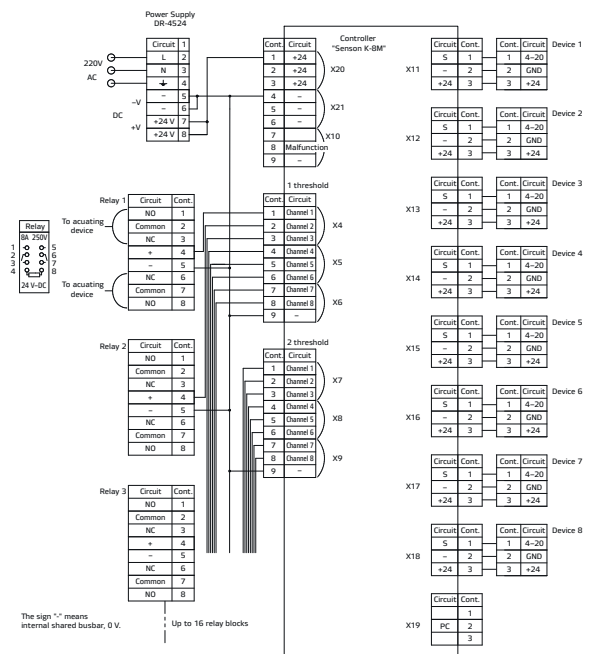 Power Supply
DR-4524
Circuit 1
L 2
N 3
⏚ 4
– 5
– 6
+24 V 7
+24 V 8
220V
AC
–V
DC
+V
Controller
"Senson K-8M"
Cont. Circuit
1 +24
2 +24
3 +24
4 –
5 –
6 –
7
8 Malfunction
9 –
X20
X21
X10
1 threshold
Cont. Circuit
1 Channel 1
2 Channel 2
3 Channel 3
4 Channel 4
5 Channel 5
6 Channel 6
7 Channel 7
8 Channel 8
9 –
X4
X5
X6
2 threshold
Cont. Circuit
1 Channel 1
2 Channel 2
3 Channel 3
4 Channel 4
5 Channel 5
6 Channel 6
7 Channel 7
8 Channel 8
9 –
X7
X8
X9
Relay
8A 250V
1 5
2 6
3 7
4 8
24 V-DC
To acuating
device
To acuating
device
Relay 1
Circuit Cont.
NO 1
Common 2
NC 3
+ 4
– 5
NC 6
Common 7
NO 8
Relay 2
Circuit Cont.
NO 1
Common 2
NC 3
+ 4
– 5
NC 6
Common 7
NO 8
Relay 3
Circuit Cont.
NO 1
Common 2
NC 3
+ 4
– 5
NC 6
Common 7
NO 8
The sign "-" means
internal shared busbar, 0 V.
Up to 16 relay blocks
Circuit Cont. Cont. Circuit Device 1
S 1 1 4–20
X11 – 2 2 GND
+24 3 3 +24
Circuit Cont. Cont. Circuit Device 2
S 1 1 4–20
X12 – 2 2 GND
+24 3 3 +24
Circuit Cont. Cont. Circuit Device 3
S 1 1 4–20
X13 – 2 2 GND
+24 3 3 +24
Circuit Cont. Cont. Circuit Device 4
S 1 1 4–20
X14 – 2 2 GND
+24 3 3 +24
Circuit Cont. Cont. Circuit Device 5
S 1 1 4–20
X15 – 2 2 GND
+24 3 3 +24
Circuit Cont. Cont. Circuit Device 6
S 1 1 4–20
X16 – 2 2 GND
+24 3 3 +24
Circuit Cont. Cont. Circuit Device 7
S 1 1 4–20
X17 – 2 2 GND
+24 3 3 +24
Circuit Cont. Cont. Circuit Device 8
S 1 1 4–20
X18 – 2 2 GND
+24 3 3 +24
Circuit Cont.
1
X19 PC 2
3